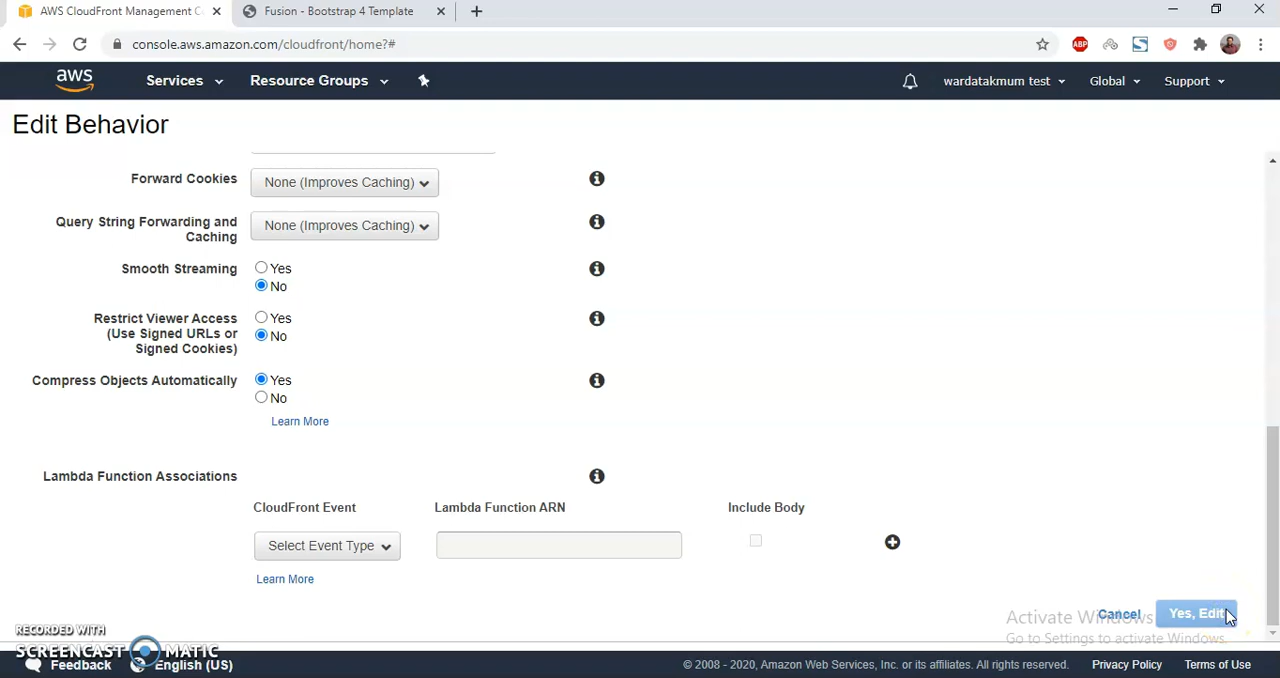 AWS CloudFront Management C
Fusion - Bootstrap 4 Template
console.aws.amazon.com/cloudfront/home?#
ABP
aws
Services
Resource Groups
wardatakmum test
Global
Support
Edit Behavior
Forward Cookies
None (Improves Caching)
Query String Forwarding and
Caching
None (Improves Caching)
Smooth Streaming
Yes
No
Restrict Viewer Access
(Use Signed URLs or
Signed Cookies)
Yes
No
Compress Objects Automatically
Yes
No
Learn More
Lambda Function Associations
CloudFront Event
Lambda Function ARN
Include Body
Select Event Type
Learn More
Cancel
Yes, Edit
Activate Windows
Go to Settings to activate Windows.
RECORDED WITH
SCREENCAST MATIC
Feedback
English (US)
© 2008 - 2020, Amazon Web Services, Inc. or its affiliates. All rights reserved.
Privacy Policy
Terms of Use